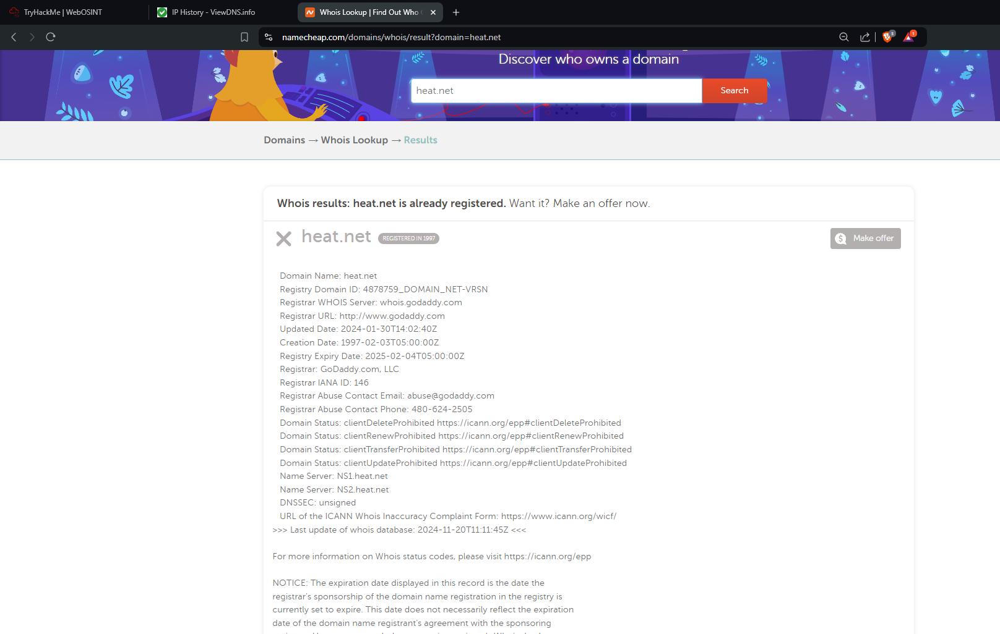 TryHackMe | WebOSINT
IP History - ViewDNS.info
Whois Lookup | Find Out Who
namecheap.com/domains/whois/result?domain=heat.net
3
1
Discover who owns a domain
heat.net
Search
Domains → Whois Lookup → Results
Whois results: heat.net is already registered. Want it? Make an offer now.
heat.net REGISTERED IN 1997
Make offer
Domain Name: heat.net
Registry Domain ID: 4878759_DOMAIN_NET-VRSN
Registrar WHOIS Server: whois.godaddy.com
Registrar URL: http://www.godaddy.com
Updated Date: 2024-01-30T14:02:40Z
Creation Date: 1997-02-03T05:00:00Z
Registry Expiry Date: 2025-02-04T05:00:00Z
Registrar: GoDaddy.com, LLC
Registrar IANA ID: 146
Registrar Abuse Contact Email: abuse@godaddy.com
Registrar Abuse Contact Phone: 480-624-2505
Domain Status: clientDeleteProhibited https://icann.org/epp#clientDeleteProhibited
Domain Status: clientRenewProhibited https://icann.org/epp#clientRenewProhibited
Domain Status: clientTransferProhibited https://icann.org/epp#clientTransferProhibited
Domain Status: clientUpdateProhibited https://icann.org/epp#clientUpdateProhibited
Name Server: NS1.heat.net
Name Server: NS2.heat.net
DNSSEC: unsigned
URL of the ICANN Whois Inaccuracy Complaint Form: https://www.icann.org/wicf/
>>> Last update of whois database: 2024-11-20T11:11:45Z <<<
For more information on Whois status codes, please visit https://icann.org/epp
NOTICE: The expiration date displayed in this record is the date the
registrar's sponsorship of the domain name registration in the registry is
currently set to expire. This date does not necessarily reflect the expiration
date of the domain name registrant's agreement with the sponsoring